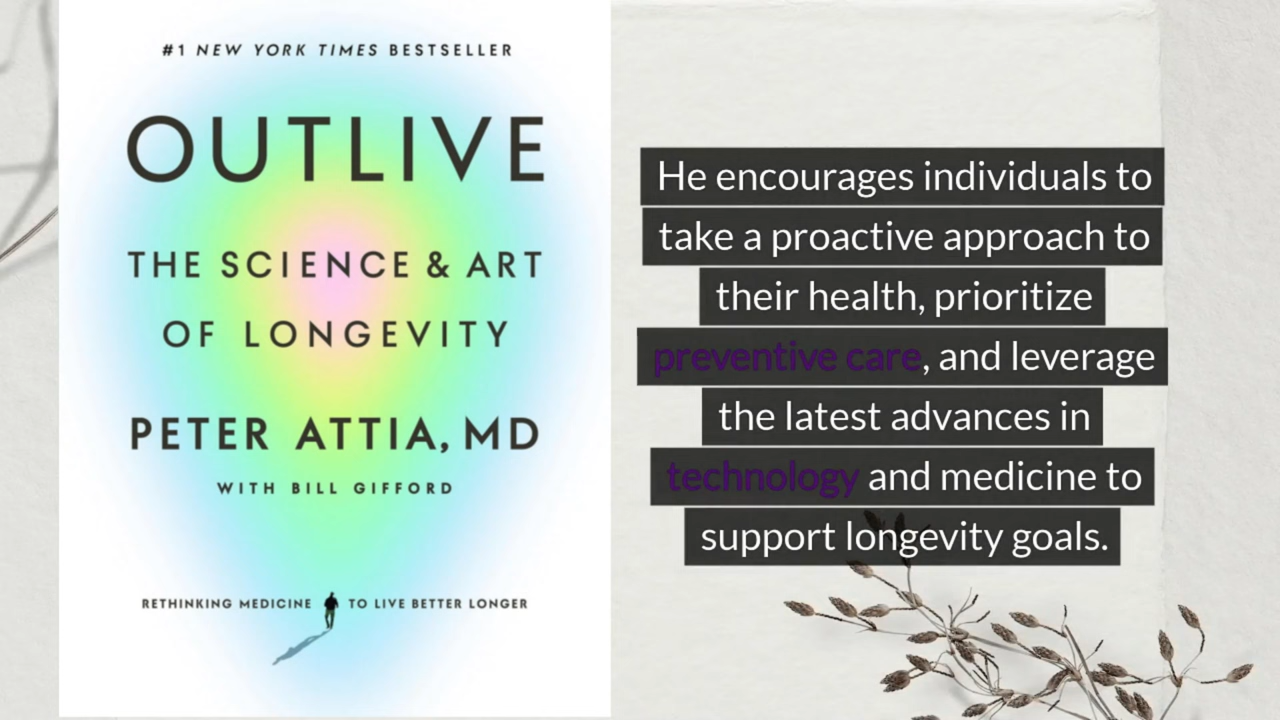 #1 NEW YORK TIMES BESTSELLER
OUTLIVE
THE SCIENCE & ART
OF LONGEVITY
PETER ATTIA, MD
WITH BILL GIFFORD
RETHINKING MEDICINE TO LIVE BETTER LONGER
He encourages individuals to
take a proactive approach to
their health, prioritize
preventive care, and leverage
the latest advances in
technology and medicine to
support longevity goals.